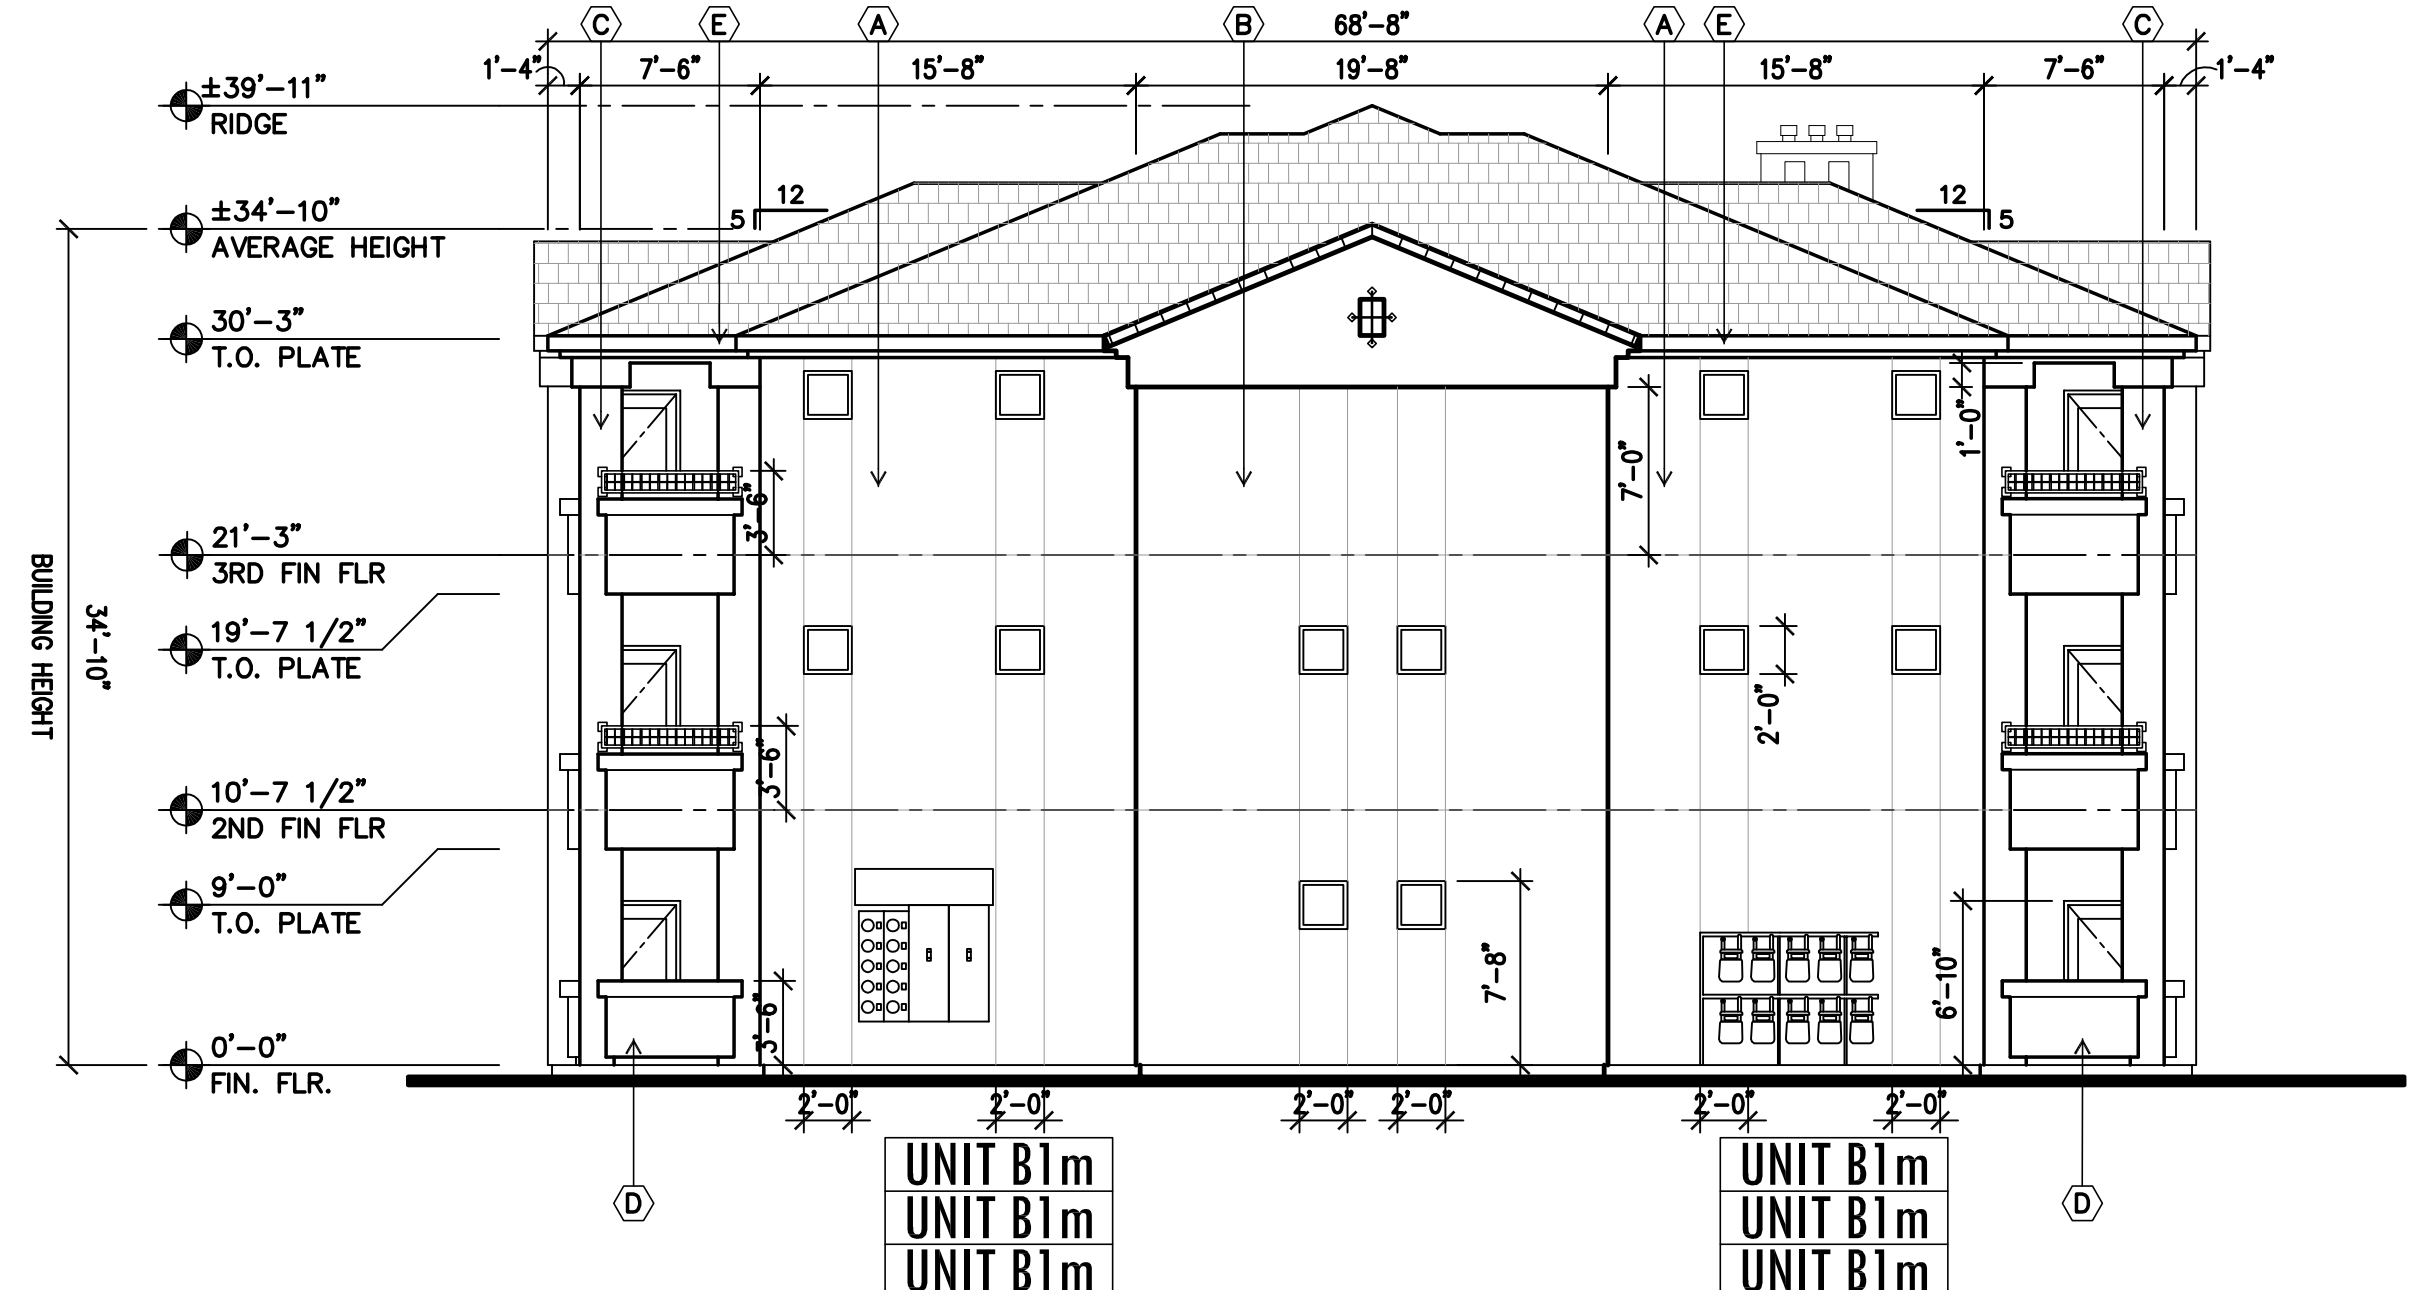 C E A B 68'-8" A E C
1'-4" 7'-6" 15'-8" 19'-8" 15'-8" 7'-6" 1'-4"
±39'-11"
RIDGE
12 12
5 5
±34'-10"
AVERAGE HEIGHT
30'-3"
T.O. PLATE
1'-0"
7'-0"
3'-6"
21'-3"
3RD FIN FLR
19'-7 1/2"
T.O. PLATE
BUILDING HEIGHT
34'-10"
2'-0"
3'-6"
10'-7 1/2"
2ND FIN FLR
9'-0"
T.O. PLATE
7'-8"
6'-10"
3'-6"
0'-0"
FIN. FLR.
2'-0" 2'-0" 2'-0" 2'-0" 2'-0" 2'-0"
UNIT B1m UNIT B1m
UNIT B1m UNIT B1m
UNIT B1m UNIT B1m
D D